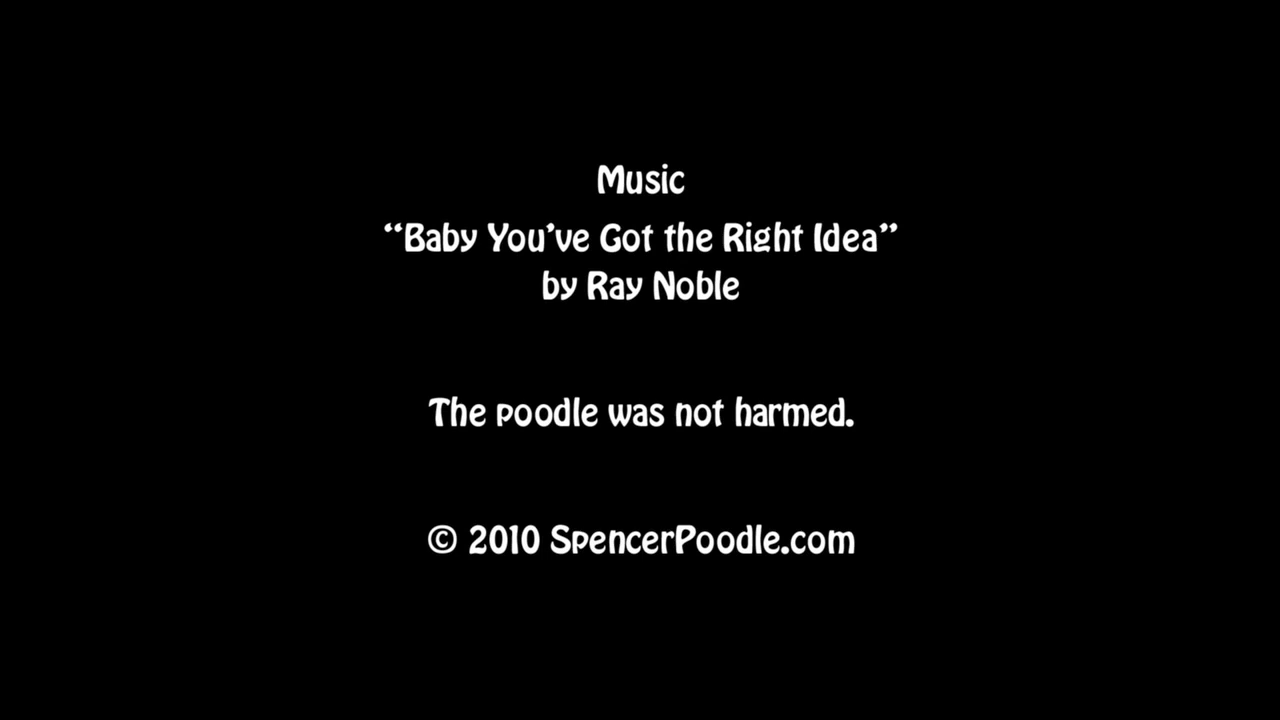 Music
“Baby You’ve Got the Right Idea”
by Ray Noble
The poodle was not harmed.
© 2010 SpencerPoodle.com